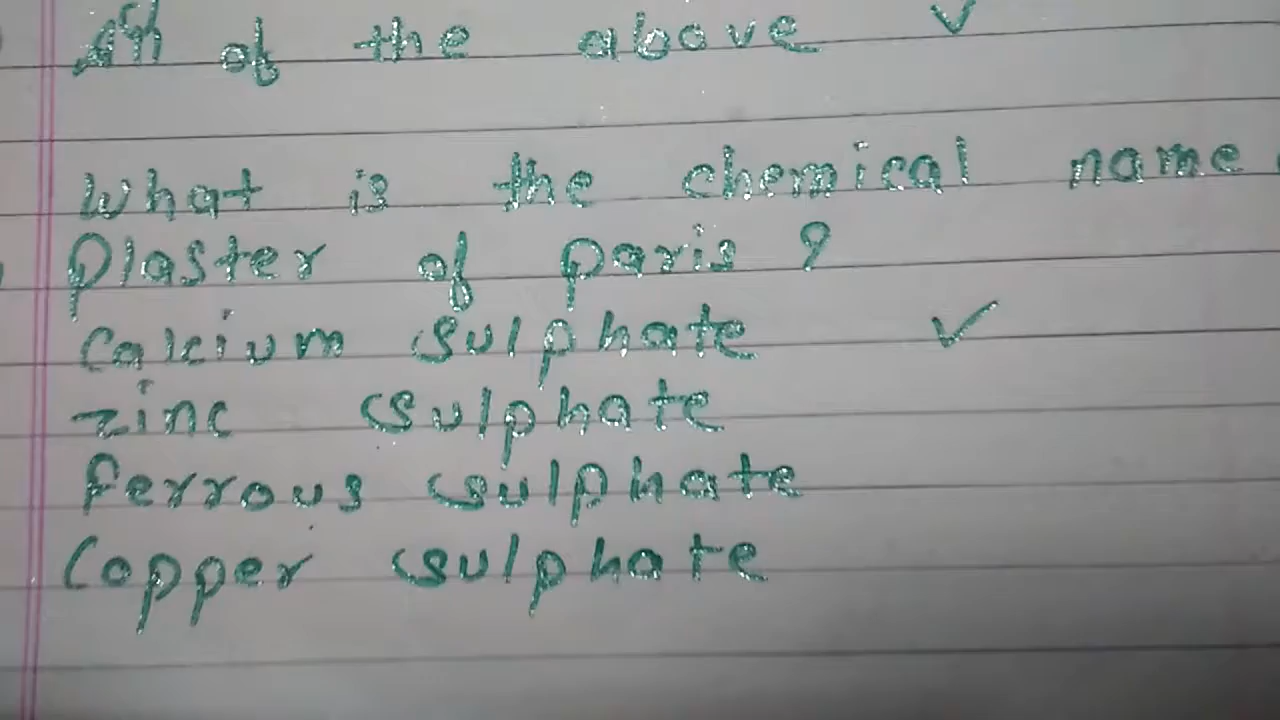 All of the above ✓
What is the chemical name
Plaster of paris ?
Calcium sulphate ✓
zinc sulphate
ferrous sulphate
Copper sulphate